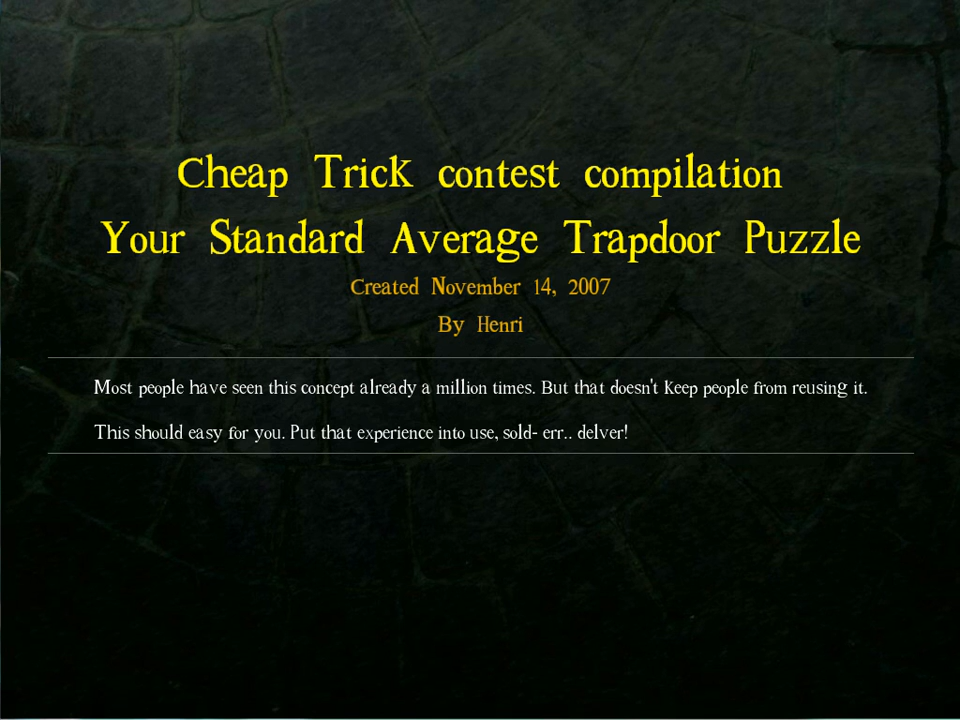 Cheap Trick contest compilation
Your Standard Average Trapdoor Puzzle
Created November 14, 2007
By Henri
Most people have seen this concept already a million times. But that doesn't keep people from reusing it.
This should easy for you. Put that experience into use, sold- err.. delver!